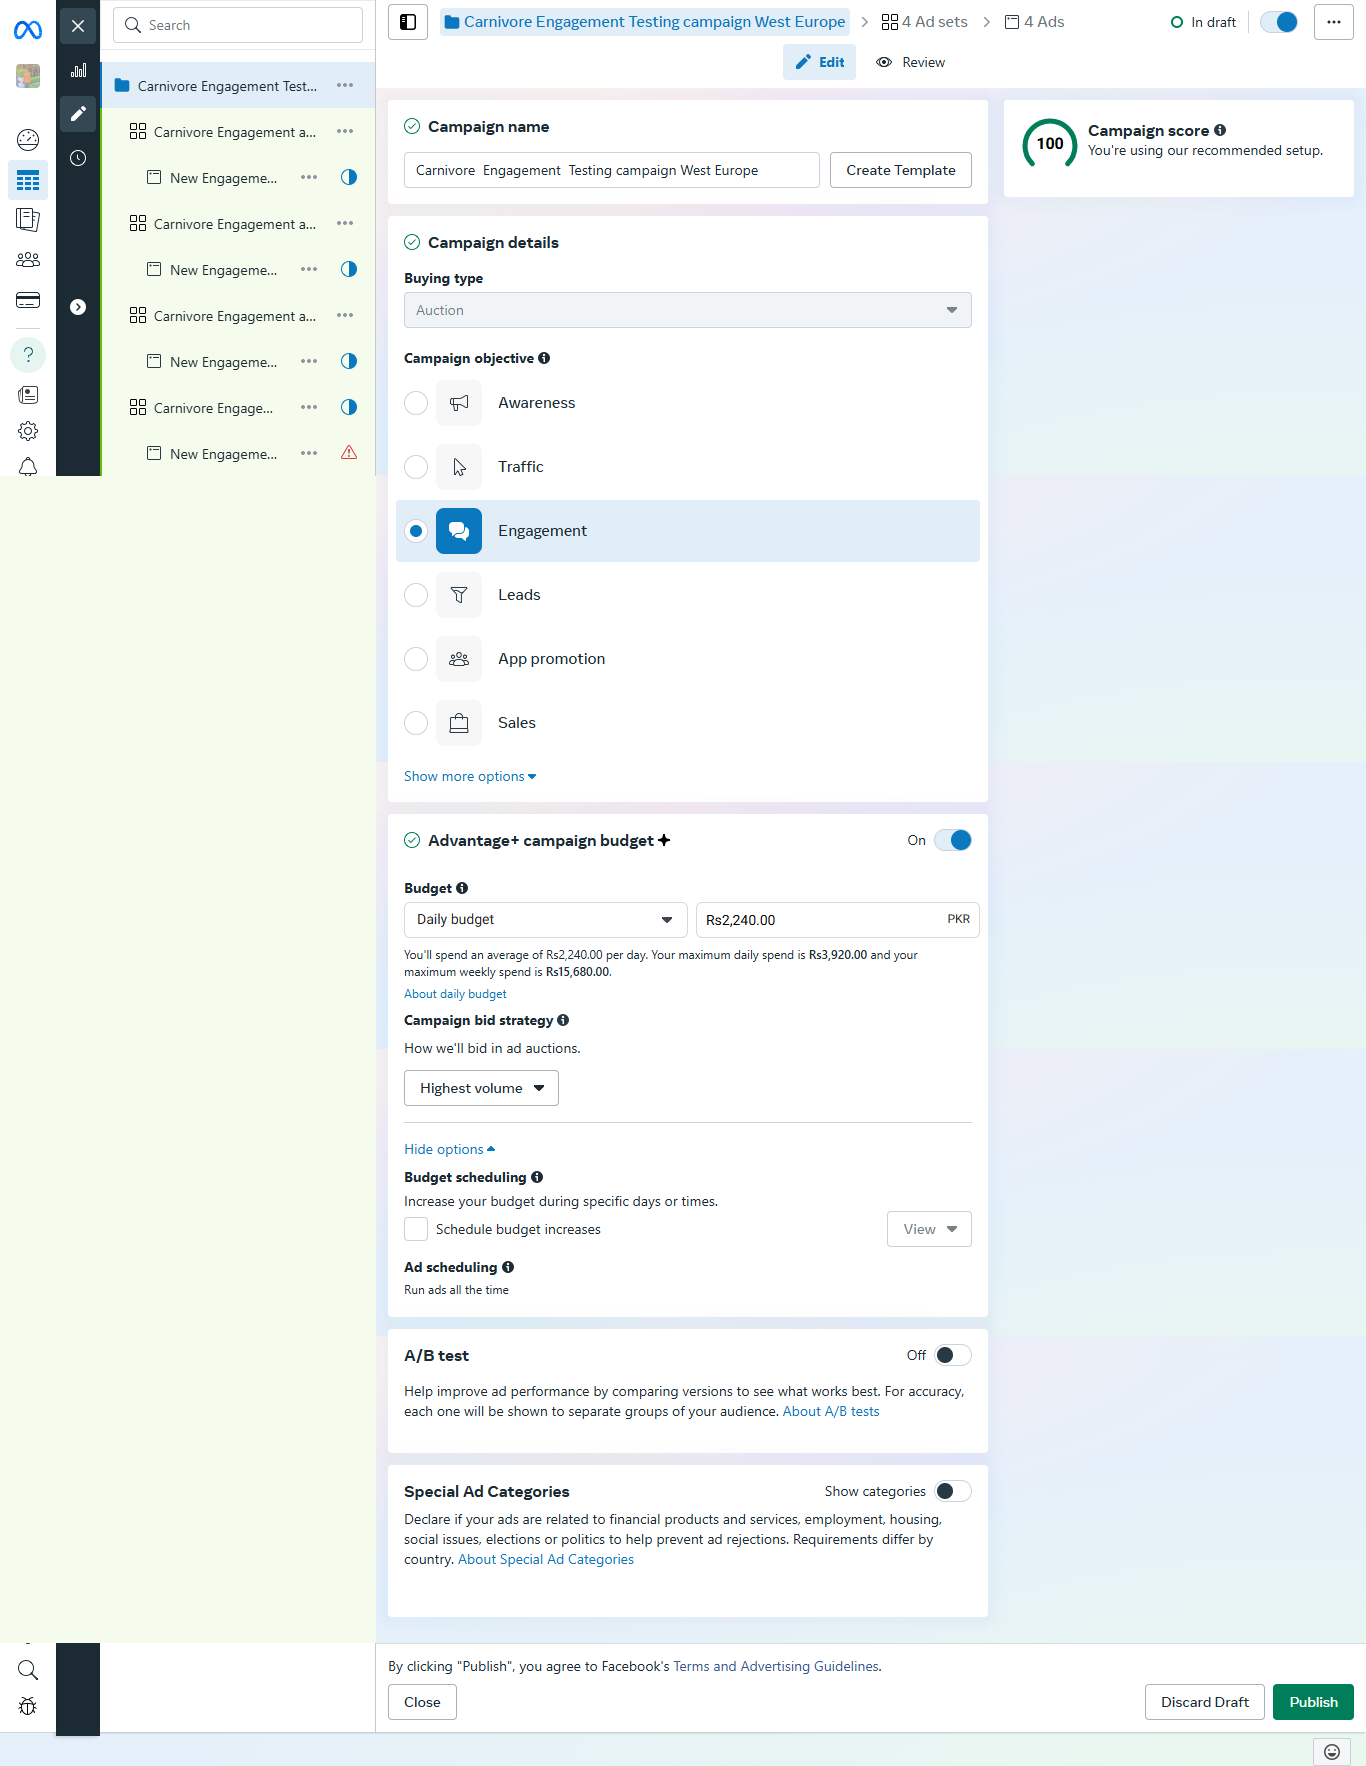 Search
Carnivore Engagement Test...
Carnivore Engagement a...
New Engageme...
Carnivore Engagement a...
New Engageme...
Carnivore Engagement a...
New Engageme...
Carnivore Engage...
New Engageme...
Carnivore Engagement Testing campaign West Europe
4 Ad sets
4 Ads
In draft
Edit
Review
Campaign name
Carnivore Engagement Testing campaign West Europe
Create Template
100
Campaign score
You're using our recommended setup.
Campaign details
Buying type
Auction
Campaign objective
Awareness
Traffic
Engagement
Leads
App promotion
Sales
Show more options
Advantage+ campaign budget
On
Budget
Daily budget
Rs2,240.00
PKR
You'll spend an average of Rs2,240.00 per day. Your maximum daily spend is Rs3,920.00 and your
maximum weekly spend is Rs15,680.00.
About daily budget
Campaign bid strategy
How we'll bid in ad auctions.
Highest volume
Hide options
Budget scheduling
Increase your budget during specific days or times.
Schedule budget increases
View
Ad scheduling
Run ads all the time
A/B test
Off
Help improve ad performance by comparing versions to see what works best. For accuracy,
each one will be shown to separate groups of your audience. About A/B tests
Special Ad Categories
Show categories
Declare if your ads are related to financial products and services, employment, housing,
social issues, elections or politics to help prevent ad rejections. Requirements differ by
country. About Special Ad Categories
By clicking "Publish", you agree to Facebook's Terms and Advertising Guidelines.
Close
Discard Draft
Publish